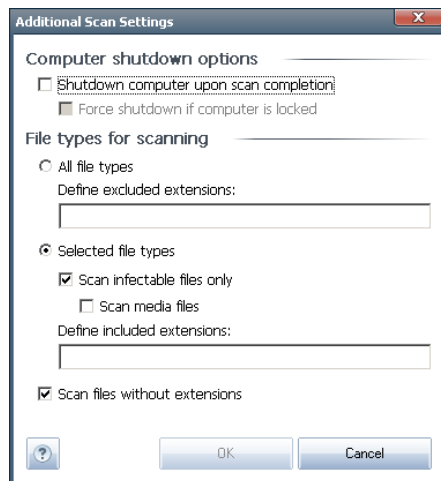 Additional Scan Settings
X
Computer shutdown options
Shutdown computer upon scan completion
Force shutdown if computer is locked
File types for scanning
All file types
Define excluded extensions:
Selected file types
Scan infectable files only
Scan media files
Define included extensions:
Scan files without extensions
? OK Cancel